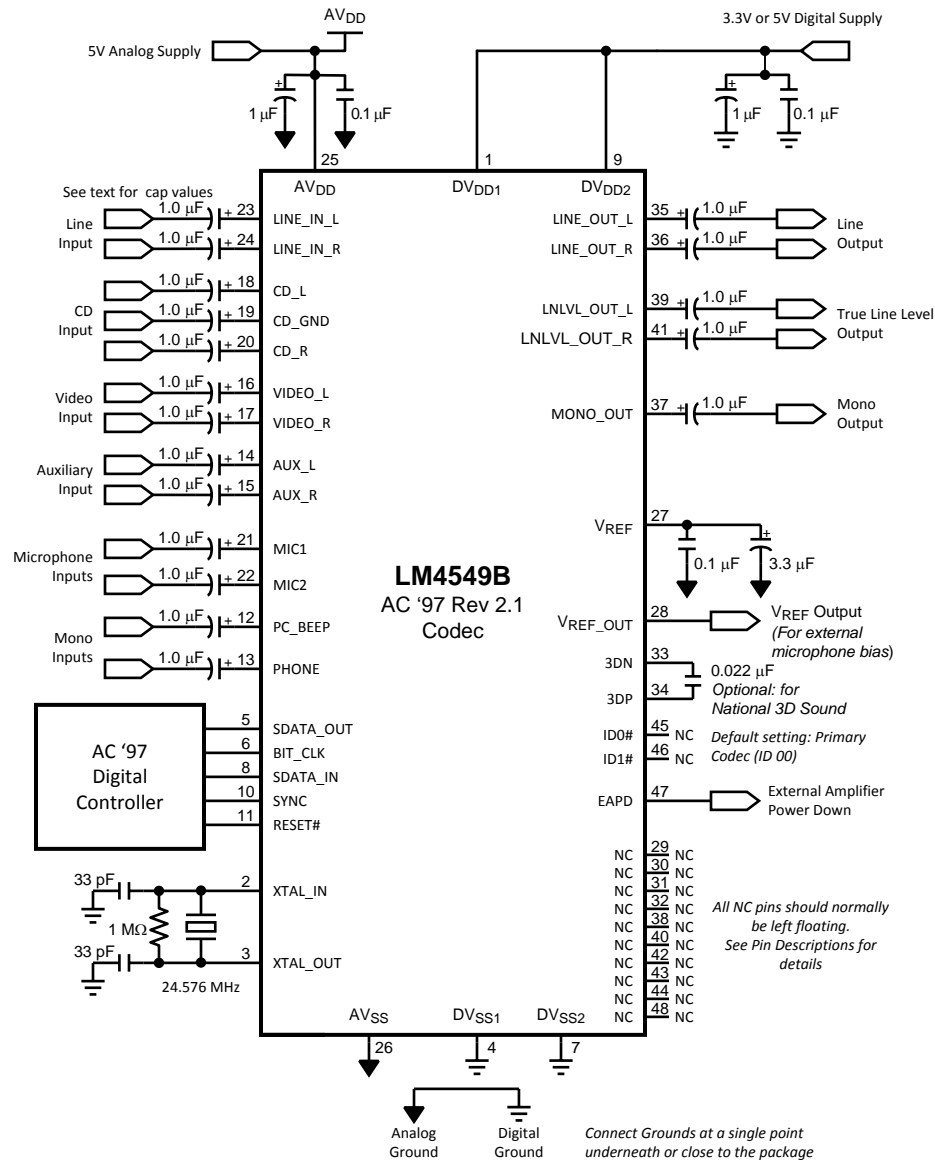 AVDD
5V Analog Supply
3.3V or 5V Digital Supply
+
1 µF
0.1 µF
+
1 µF
0.1 µF
25
1
9
AVDD
DVDD1
DVDD2
See text for cap values
Line
Input
1.0 µF + 23 LINE_IN_L
1.0 µF + 24 LINE_IN_R
CD
Input
1.0 µF + 18 CD_L
1.0 µF + 19 CD_GND
1.0 µF + 20 CD_R
Video
Input
1.0 µF + 16 VIDEO_L
1.0 µF + 17 VIDEO_R
Auxiliary
Input
1.0 µF + 14 AUX_L
1.0 µF + 15 AUX_R
Microphone
Inputs
1.0 µF + 21 MIC1
1.0 µF + 22 MIC2
Mono
Inputs
1.0 µF + 12 PC_BEEP
1.0 µF + 13 PHONE
AC ‘97
Digital
Controller
5 SDATA_OUT
6 BIT_CLK
8 SDATA_IN
10 SYNC
11 RESET#
33 pF
2 XTAL_IN
1 MΩ
33 pF
3 XTAL_OUT
24.576 MHz
LM4549B
AC ‘97 Rev 2.1
Codec
LINE_OUT_L 35 + 1.0 µF
LINE_OUT_R 36 + 1.0 µF
Line
Output
LNLVL_OUT_L 39 + 1.0 µF
LNLVL_OUT_R 41 + 1.0 µF
True Line Level
Output
MONO_OUT 37 + 1.0 µF
Mono
Output
VREF 27
0.1 µF
+
3.3 µF
VREF_OUT 28
VREF Output
(For external
microphone bias)
3DN 33
3DP 34
0.022 µF
Optional: for
National 3D Sound
ID0# 45 NC
ID1# 46 NC
Default setting: Primary
Codec (ID 00)
EAPD 47
External Amplifier
Power Down
NC 29 NC
NC 30 NC
NC 31 NC
NC 32 NC
NC 38 NC
NC 40 NC
NC 42 NC
NC 43 NC
NC 44 NC
NC 48 NC
All NC pins should normally
be left floating.
See Pin Descriptions for
details
AVSS
DVSS1
DVSS2
26
4
7
Analog
Ground
Digital
Ground
Connect Grounds at a single point
underneath or close to the package